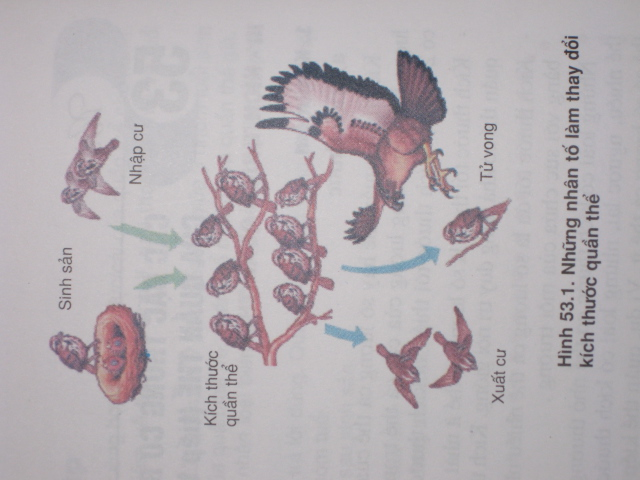 Sinh sản
Nhập cư
Kích thước
quần thể
Xuất cư
Tử vong
Hình 53.1. Những nhân tố làm thay đổi
kích thước quần thể
53